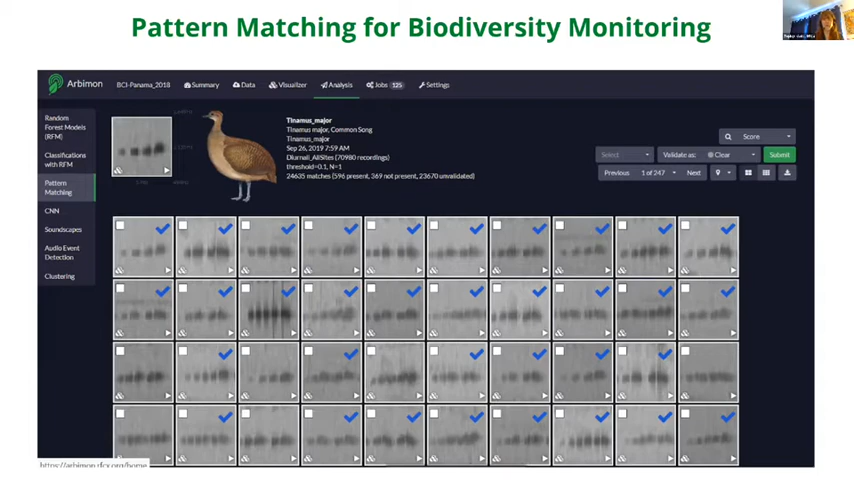 Pattern Matching for Biodiversity Monitoring
Arbimon
BCI-Panama_2018
Summary
Data
Visualizer
Analysis
Jobs 125
Settings
Random
Forest Models
(RFM)
Classifications
with RFM
Pattern
Matching
CNN
Soundscapes
Audio Event
Detection
Clustering
Tinamus_major
Tinamus major, Common Song
Tinamus_major
Sep 26, 2019 7:59 AM
Diurnail_AllSites (70980 recordings)
threshold=0.1, N=1
24635 matches (596 present, 369 not present, 23670 unvalidated)
Score
Select
Validate as:
Clear
Submit
Previous
1 of 247
Next
https://arbimon.rfcx.org/home